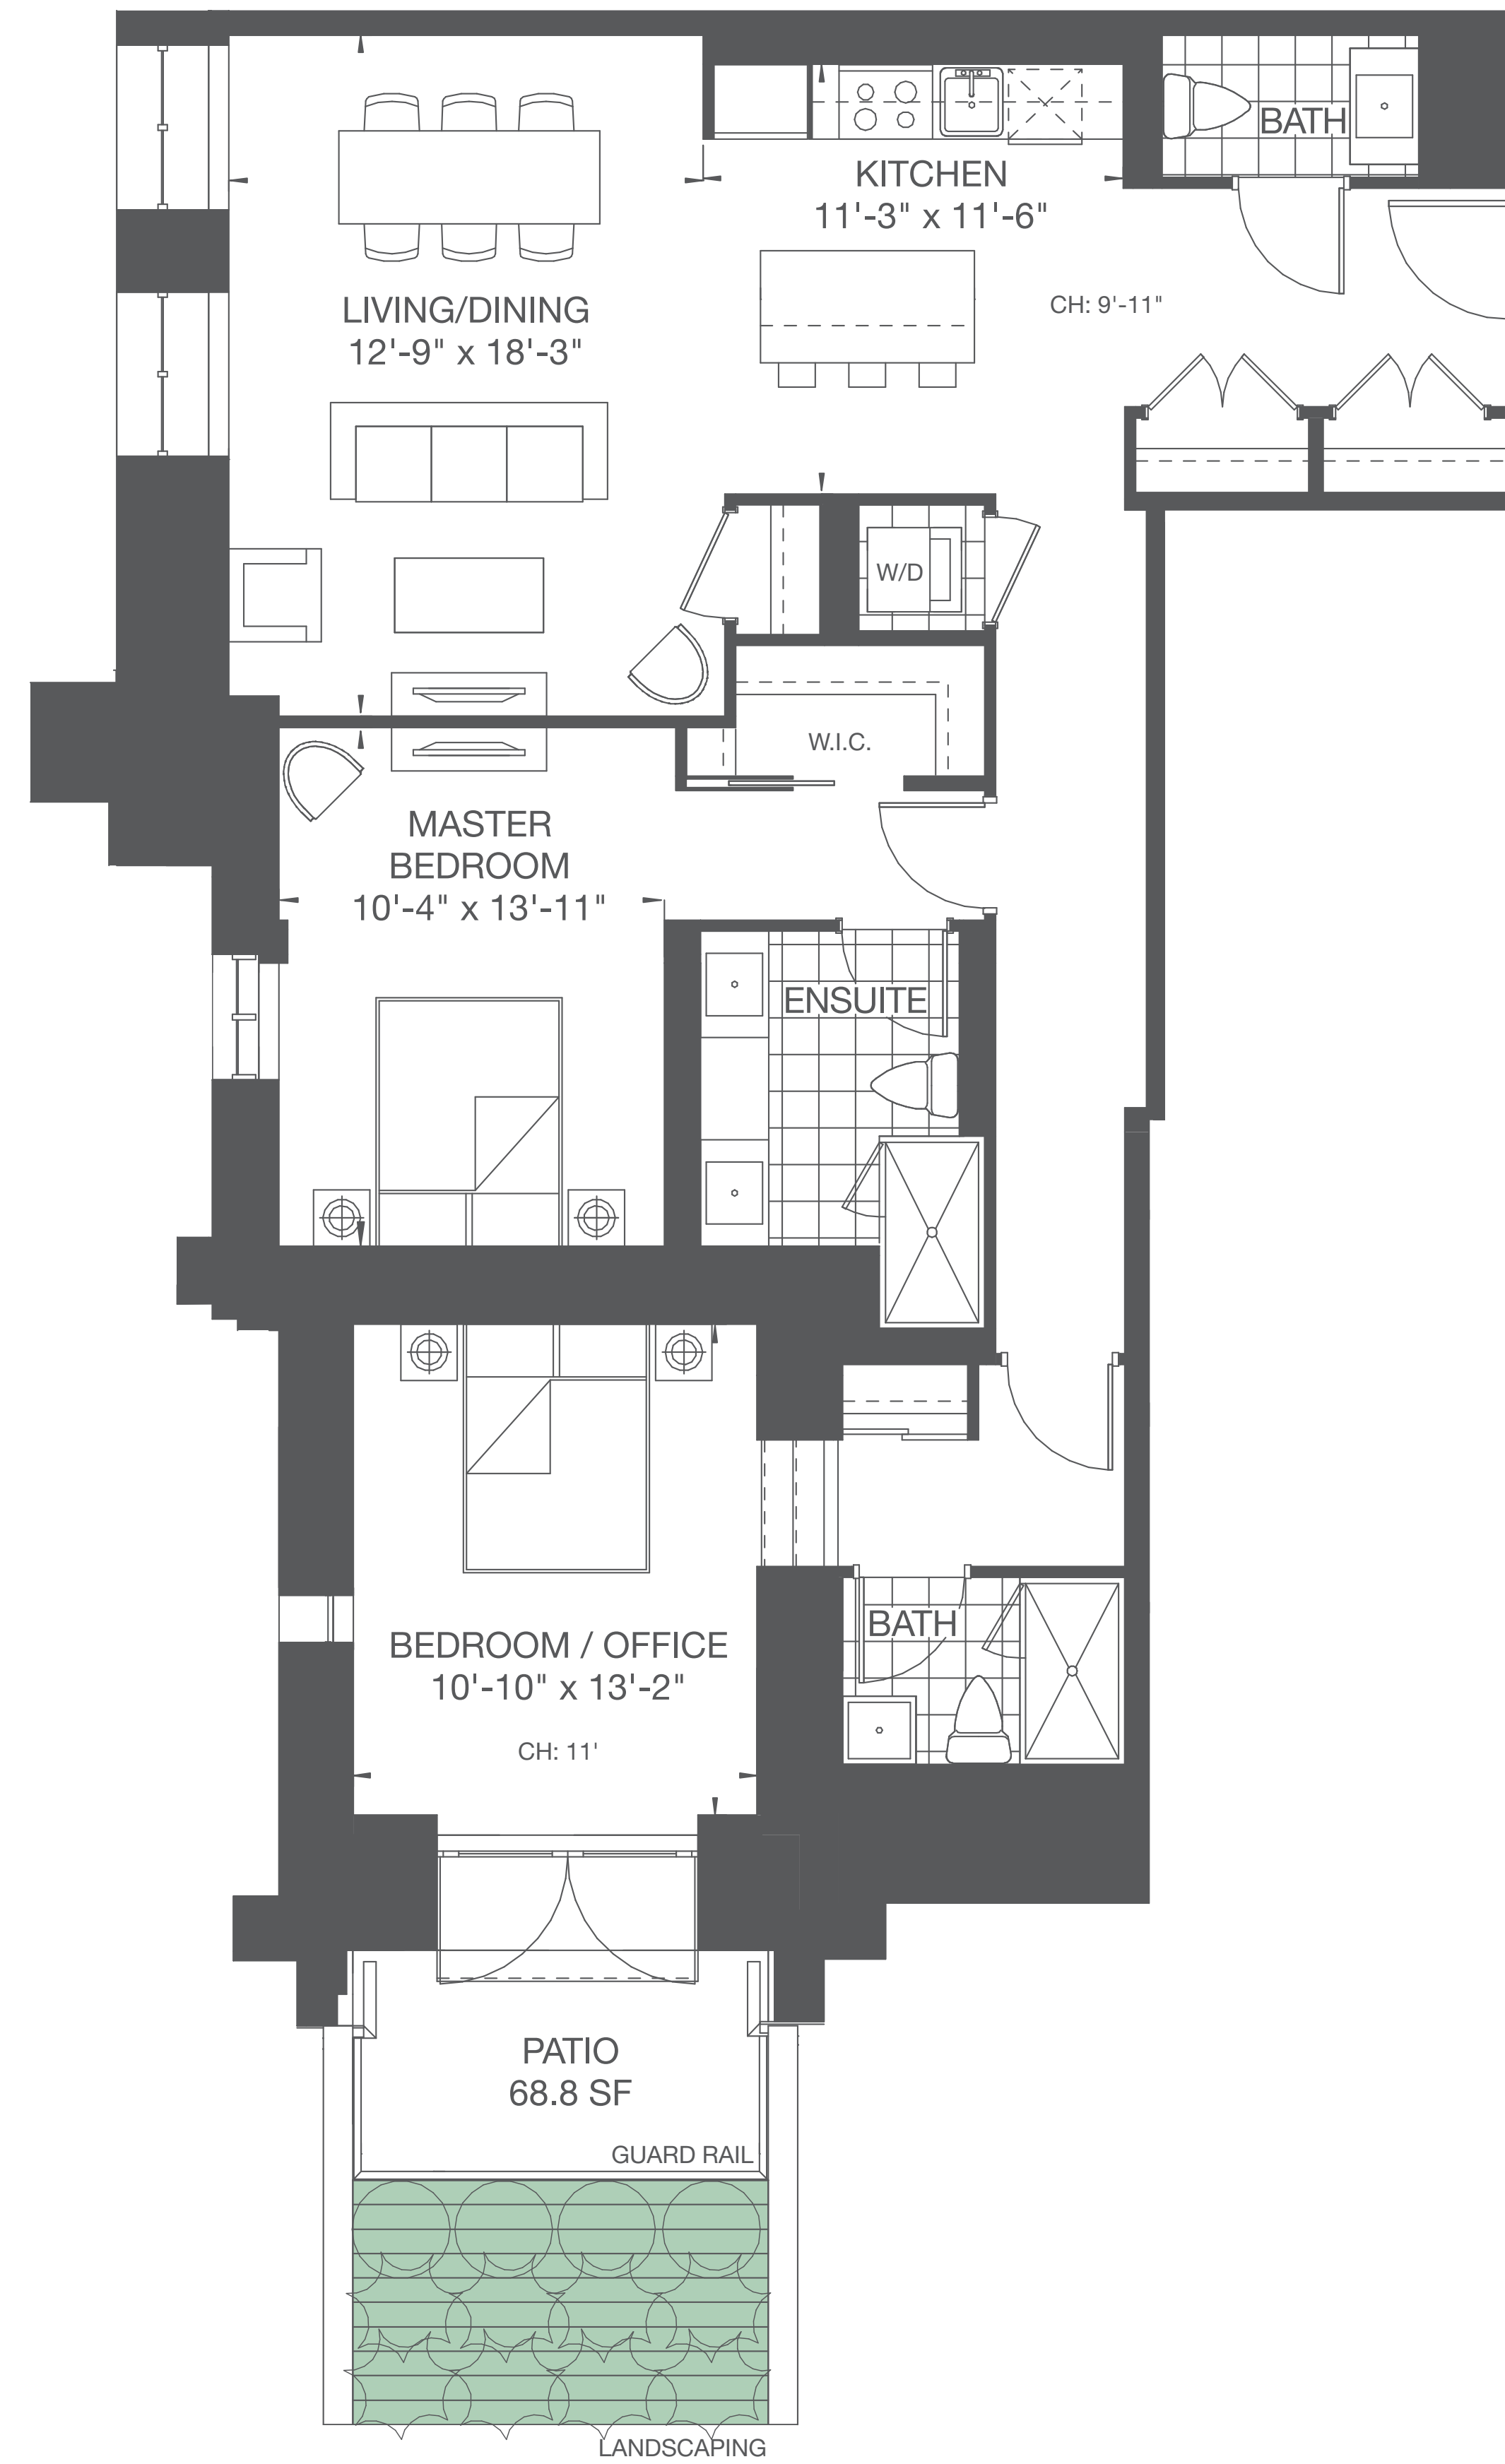 BATH
KITCHEN
11'-3" x 11'-6"
CH: 9'-11"
LIVING/DINING
12'-9" x 18'-3"
W/D
W.I.C.
MASTER
BEDROOM
10'-4" x 13'-11"
ENSUITE
BATH
BEDROOM / OFFICE
10'-10" x 13'-2"
CH: 11'
PATIO
68.8 SF
GUARD RAIL
LANDSCAPING